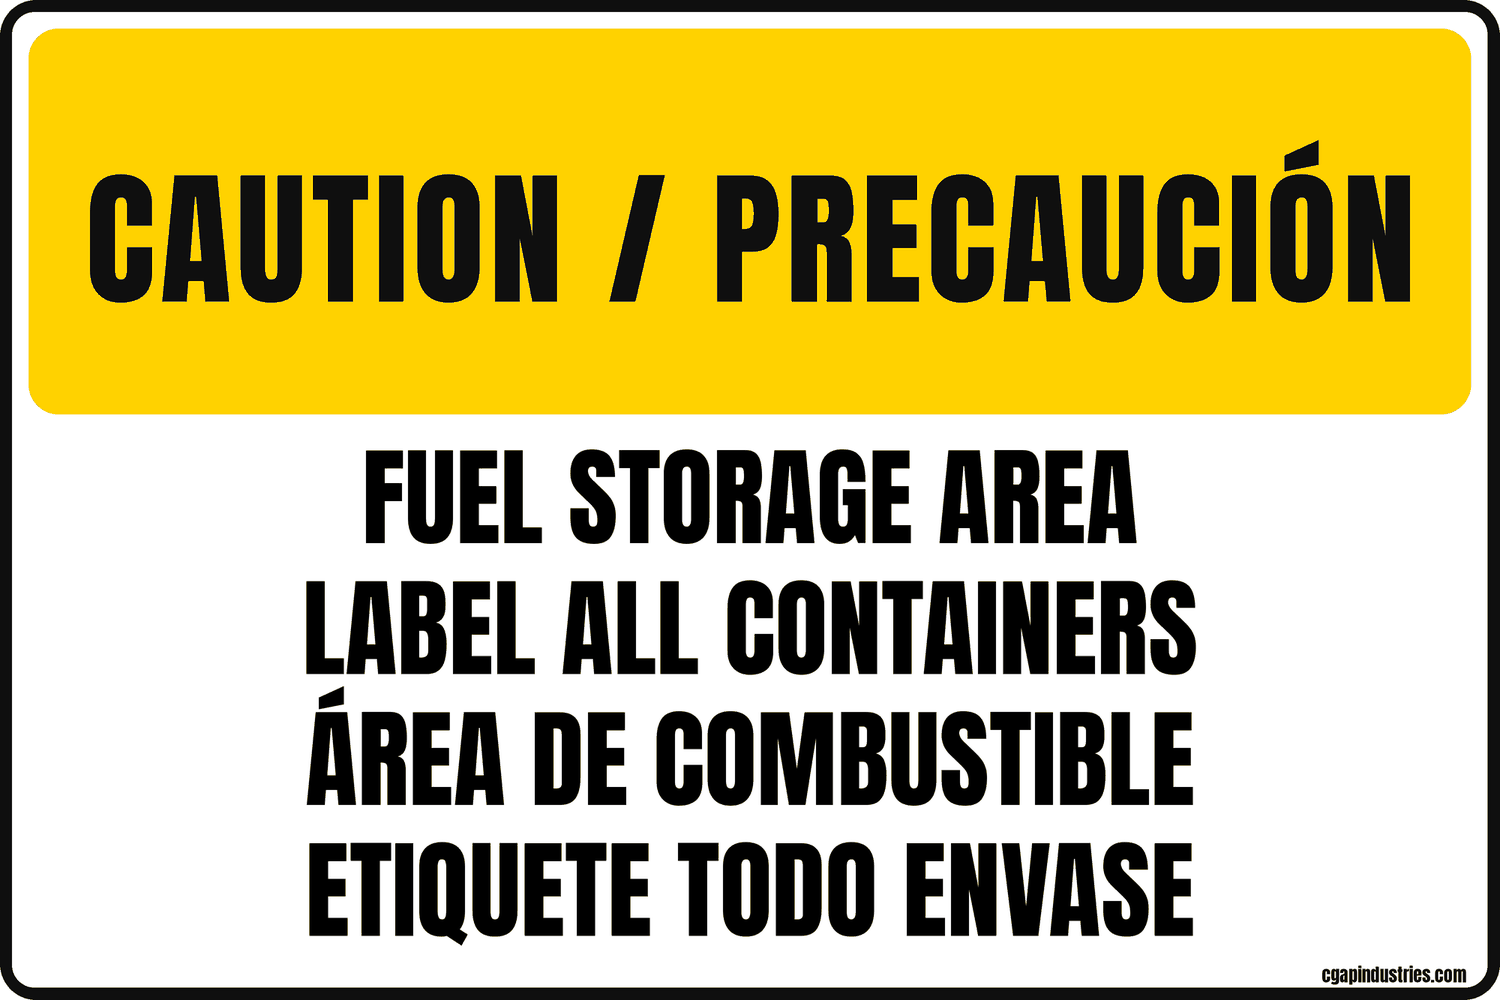 CAUTION / PRECAUCIÓN
FUEL STORAGE AREA
LABEL ALL CONTAINERS
ÁREA DE COMBUSTIBLE
ETIQUETE TODO ENVASE
cgapindustries.com